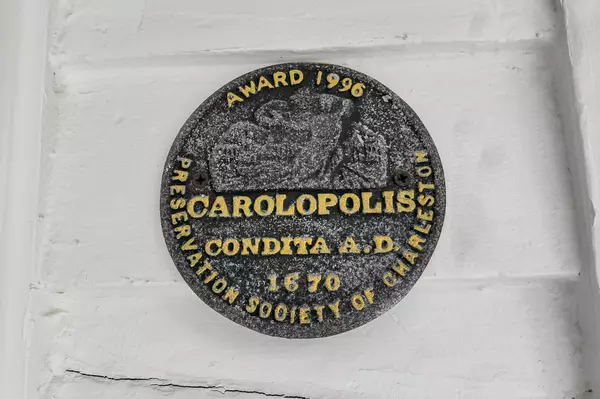 AWARD 1996
CAROLOPOLIS
CONDITA A.D.
1670
PRESERVATION SOCIETY OF CHARLESTON